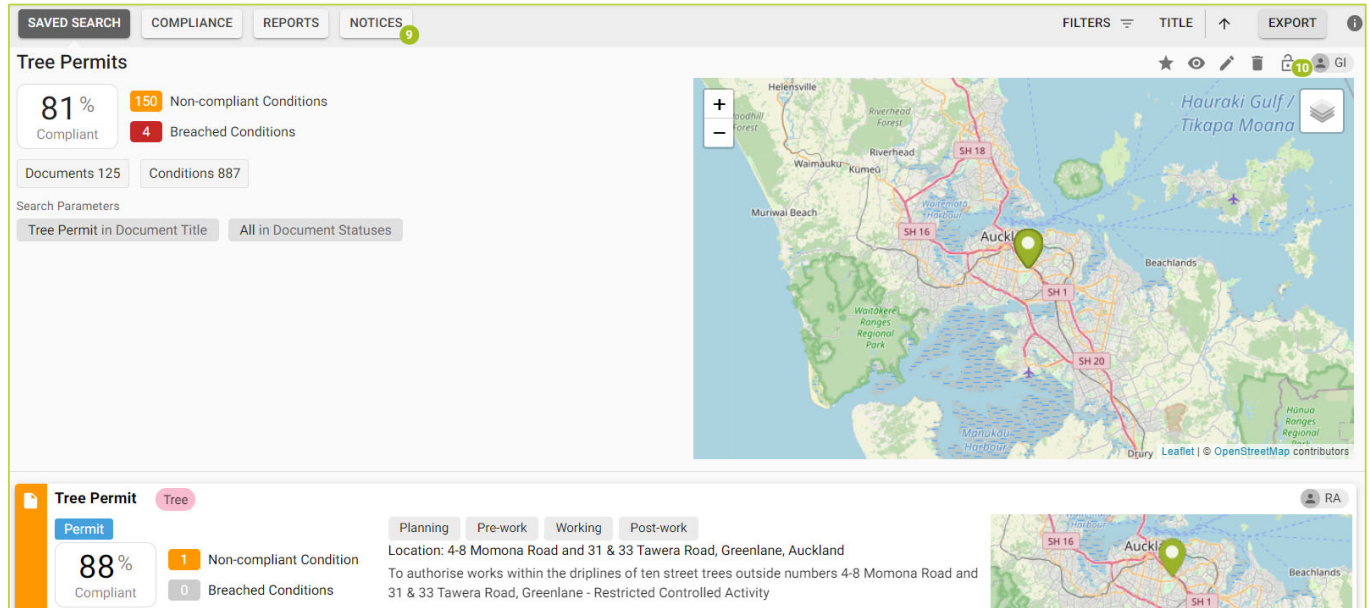 SAVED SEARCH COMPLIANCE REPORTS NOTICES 9 FILTERS TITLE EXPORT
Tree Permits 10 GI
81 % Compliant
150 Non-compliant Conditions
4 Breached Conditions
Documents 125 Conditions 887
Search Parameters
Tree Permit in Document Title All in Document Statuses
+
−
Helensville
Hauraki Gulf /
Tikapa Moana
Woodhill
Forest
Riverhead
Forest
Riverhead
SH 18
Waimauku
Kumeū
Muriwai Beach
Waitematā
Harbour
SH 16
Auckl
Beachlands
SH 1
Waitākere
Ranges
Regional
Park
SH 20
Manukau
Harbour
Hūnua
Ranges
Regional
Park
Drury
Leaflet | © OpenStreetMap contributors
Tree Permit Tree RA
Permit
88 % Compliant
1 Non-compliant Condition
0 Breached Conditions
Planning Pre-work Working Post-work
Location: 4-8 Momona Road and 31 & 33 Tawera Road, Greenlane, Auckland
To authorise works within the driplines of ten street trees outside numbers 4-8 Momona Road and
31 & 33 Tawera Road, Greenlane - Restricted Controlled Activity
Harbour
SH 16
Auckla
Beachlands
SH 1